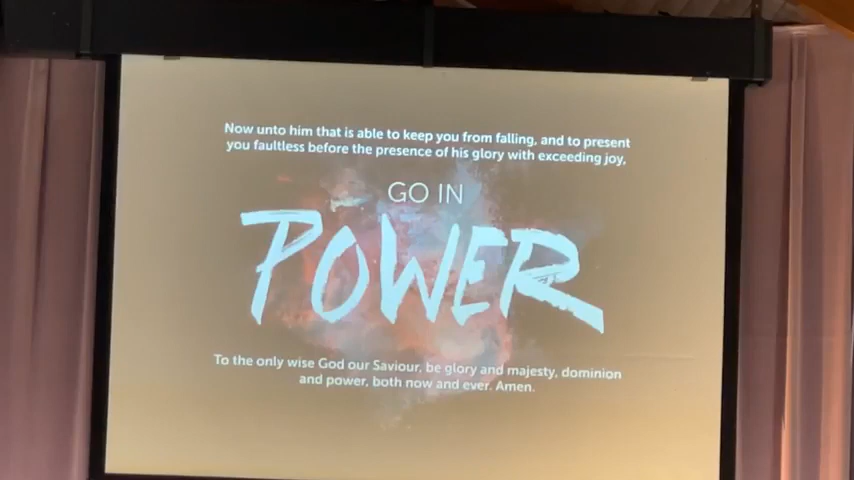 Now unto him that is able to keep you from falling, and to present
you faultless before the presence of his glory with exceeding joy,
GO IN
POWER
To the only wise God our Saviour, be glory and majesty, dominion
and power, both now and ever. Amen.